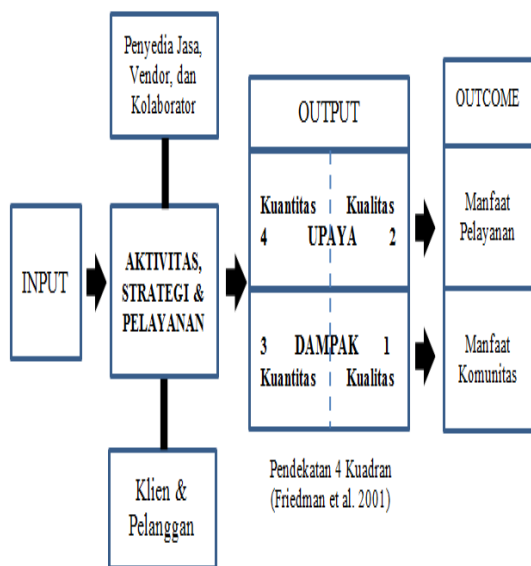 Penyedia Jasa,
Vendor, dan
Kolaborator
INPUT
AKTIVITAS,
STRATEGI &
PELAYANAN
Klien &
Pelanggan
OUTPUT
Kuantitas Kualitas
4 UPAYA 2
3 DAMPAK 1
Kuantitas Kualitas
Pendekatan 4 Kuadran
(Friedman et al. 2001)
OUTCOME
Manfaat
Pelayanan
Manfaat
Komunitas